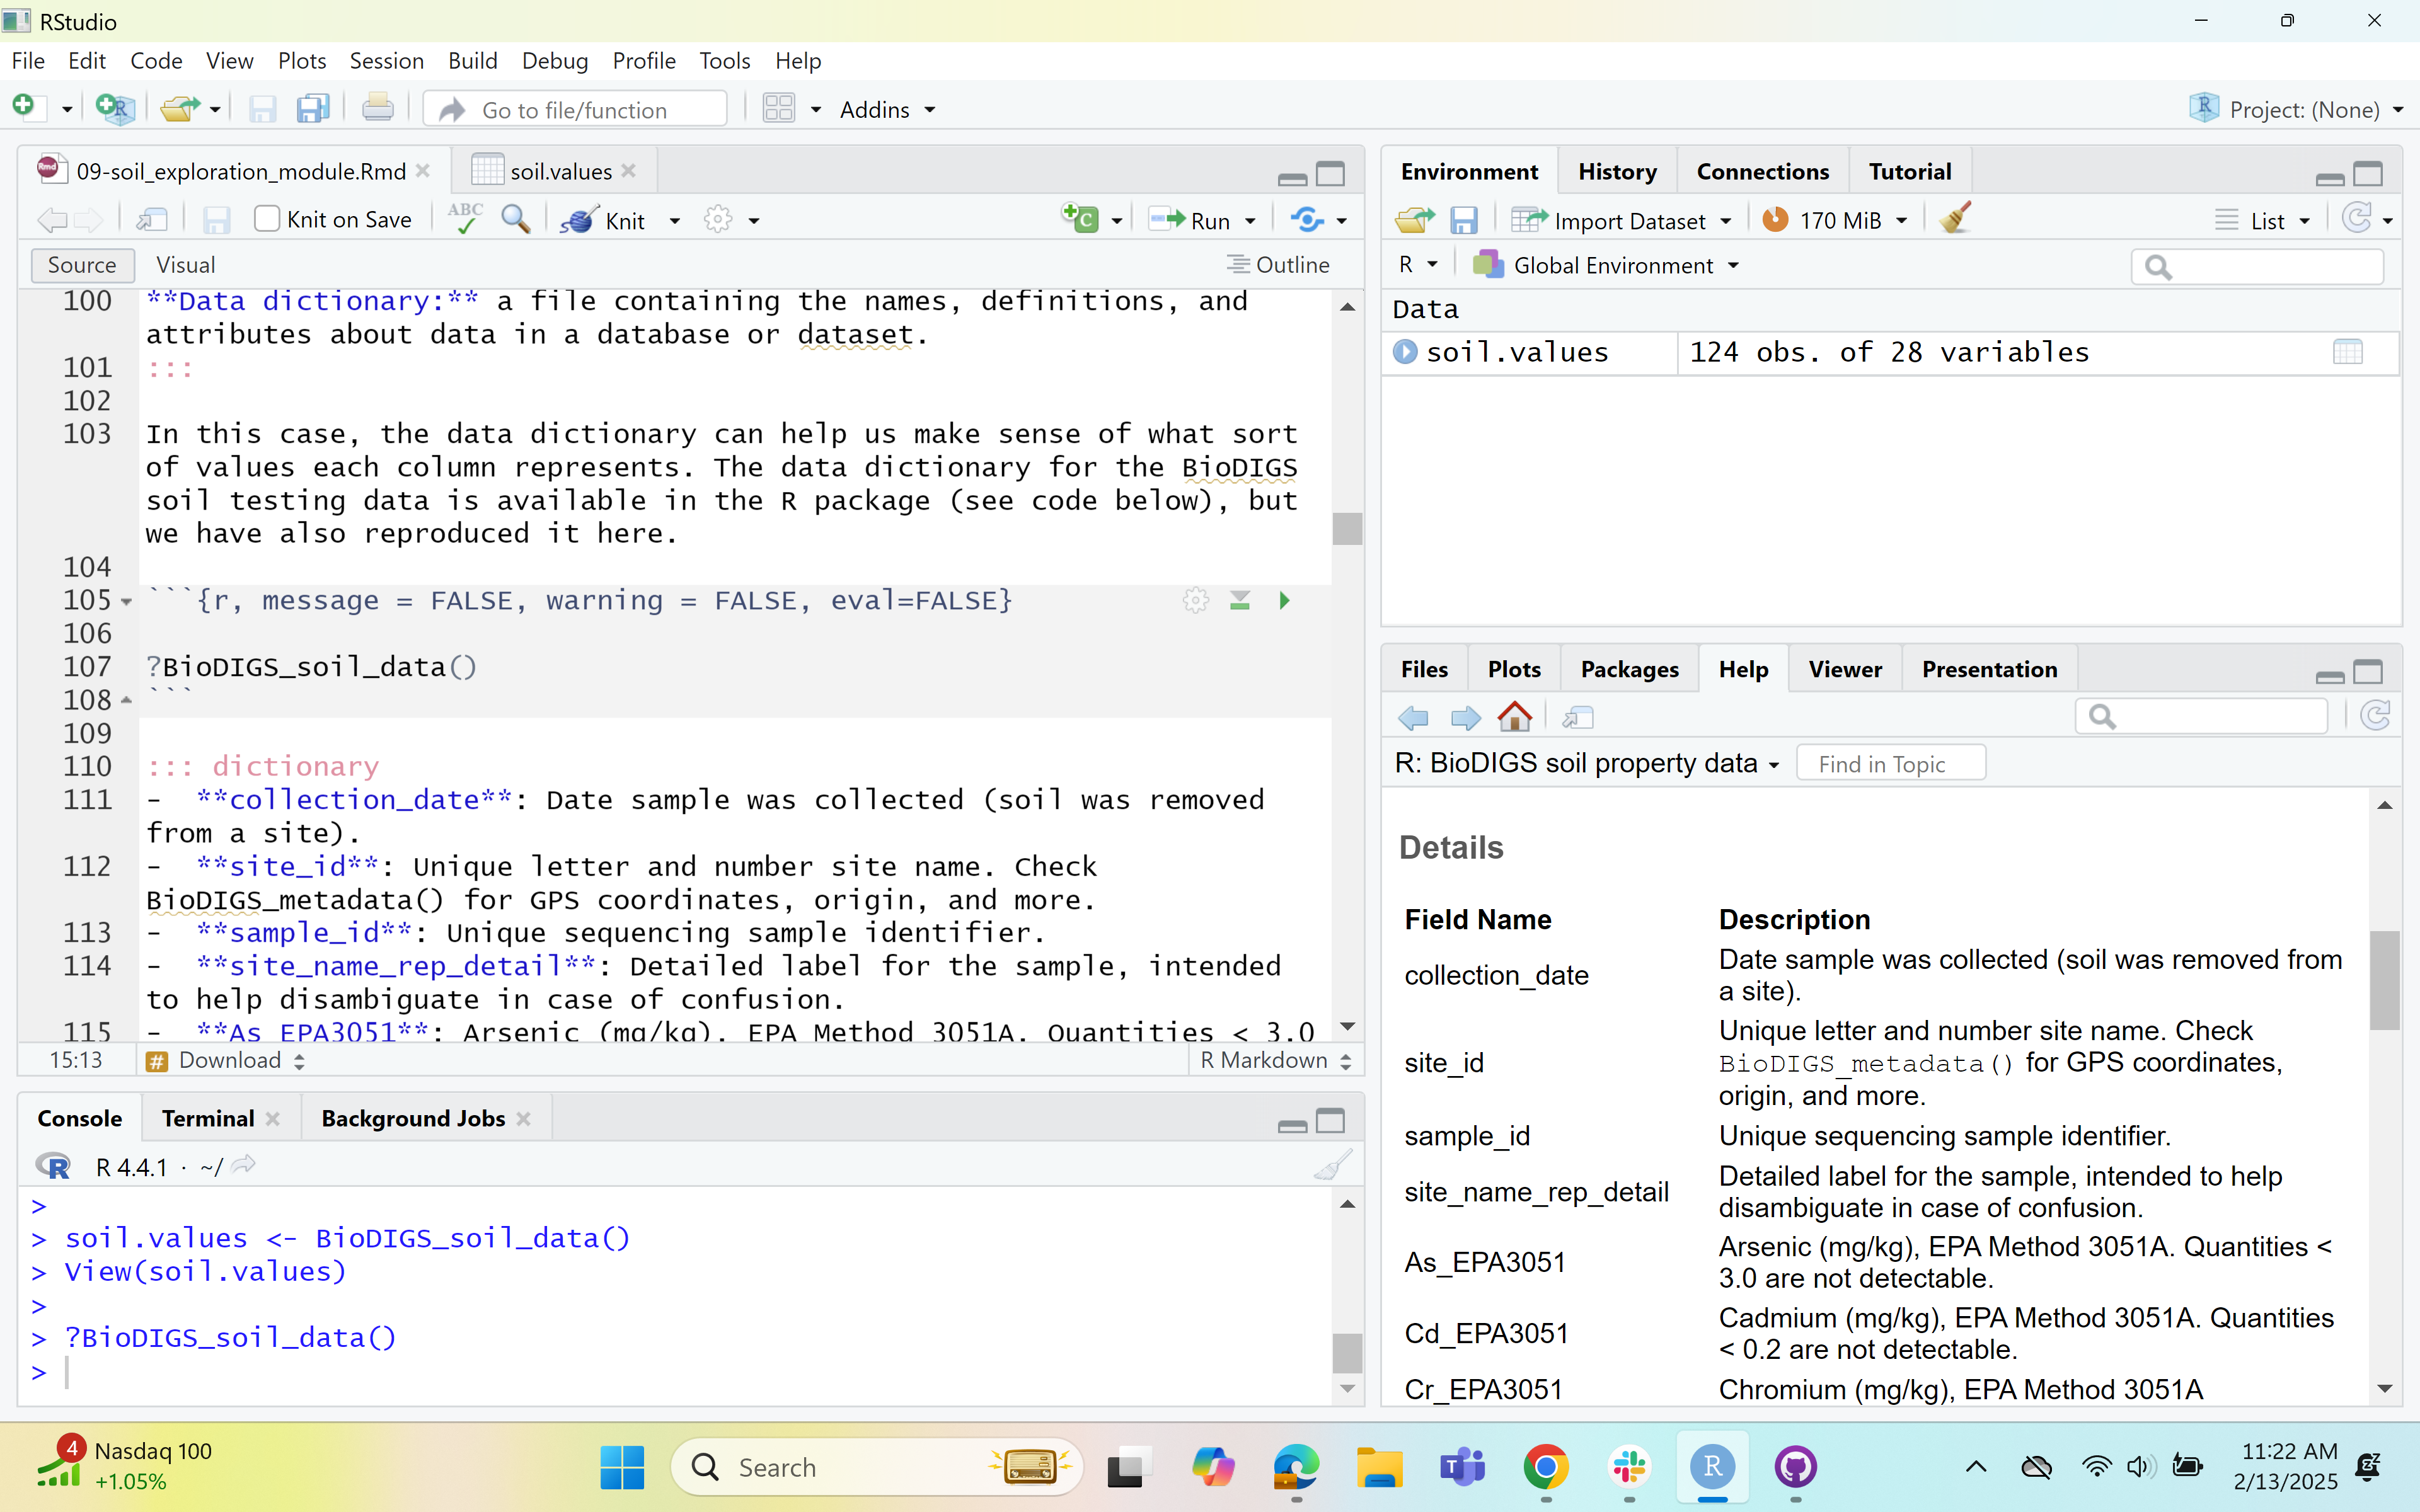 RStudio
File Edit Code View Plots Session Build Debug Profile Tools Help
Go to file/function Addins Project: (None)
09-soil_exploration_module.Rmd soil.values
Knit on Save ABC Knit Run
Source Visual Outline
100 **Data dictionary:** a file containing the names, definitions, and
attributes about data in a database or dataset.
101 :::
102
103 In this case, the data dictionary can help us make sense of what sort
of values each column represents. The data dictionary for the BioDIGS
soil testing data is available in the R package (see code below), but
we have also reproduced it here.
104
105 ```{r, message = FALSE, warning = FALSE, eval=FALSE}
106
107 ?BioDIGS_soil_data()
108 ```
109
110 ::: dictionary
111 - **collection_date**: Date sample was collected (soil was removed
from a site).
112 - **site_id**: Unique letter and number site name. Check
BioDIGS_metadata() for GPS coordinates, origin, and more.
113 - **sample_id**: Unique sequencing sample identifier.
114 - **site_name_rep_detail**: Detailed label for the sample, intended
to help disambiguate in case of confusion.
115 - **As_EPA3051**: Arsenic (mg/kg), EPA Method 3051A. Quantities < 3.0
15:13 # Download R Markdown
Console Terminal Background Jobs
R R 4.4.1 · ~/
>
> soil.values <- BioDIGS_soil_data()
> View(soil.values)
>
> ?BioDIGS_soil_data()
>
Environment History Connections Tutorial
Import Dataset 170 MiB List
R Global Environment
Data
soil.values 124 obs. of 28 variables
Files Plots Packages Help Viewer Presentation
R: BioDIGS soil property data Find in Topic
Details
Field Name Description
collection_date Date sample was collected (soil was removed from
a site).
site_id Unique letter and number site name. Check
BioDIGS_metadata() for GPS coordinates,
origin, and more.
sample_id Unique sequencing sample identifier.
site_name_rep_detail Detailed label for the sample, intended to help
disambiguate in case of confusion.
As_EPA3051 Arsenic (mg/kg), EPA Method 3051A. Quantities <
3.0 are not detectable.
Cd_EPA3051 Cadmium (mg/kg), EPA Method 3051A. Quantities
< 0.2 are not detectable.
Cr_EPA3051 Chromium (mg/kg), EPA Method 3051A
4 Nasdaq 100
+1.05%
Search
R
11:22 AM
2/13/2025